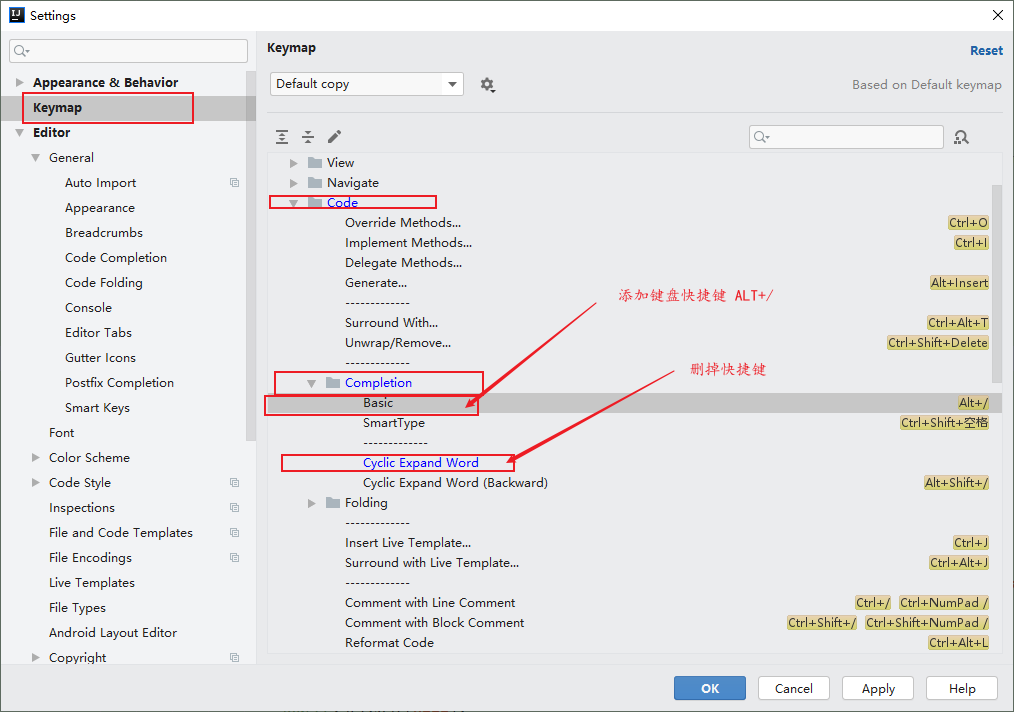 Settings
Keymap
Reset
Appearance & Behavior
Keymap
Editor
General
Auto Import
Appearance
Breadcrumbs
Code Completion
Code Folding
Console
Editor Tabs
Gutter Icons
Postfix Completion
Smart Keys
Font
Color Scheme
Code Style
Inspections
File and Code Templates
File Encodings
Live Templates
File Types
Android Layout Editor
Copyright
Default copy
Based on Default keymap
View
Navigate
Code
Override Methods... Ctrl+O
Implement Methods... Ctrl+I
Delegate Methods...
Generate... Alt+Insert
-------------
添加键盘快捷键 ALT+/
Surround With... Ctrl+Alt+T
Unwrap/Remove... Ctrl+Shift+Delete
-------------
删掉快捷键
Completion
Basic Alt+/
SmartType Ctrl+Shift+空格
-------------
Cyclic Expand Word
Cyclic Expand Word (Backward) Alt+Shift+/
Folding
-------------
Insert Live Template... Ctrl+J
Surround with Live Template... Ctrl+Alt+J
-------------
Comment with Line Comment Ctrl+/ Ctrl+NumPad /
Comment with Block Comment Ctrl+Shift+/ Ctrl+Shift+NumPad /
Reformat Code Ctrl+Alt+L
OK Cancel Apply Help